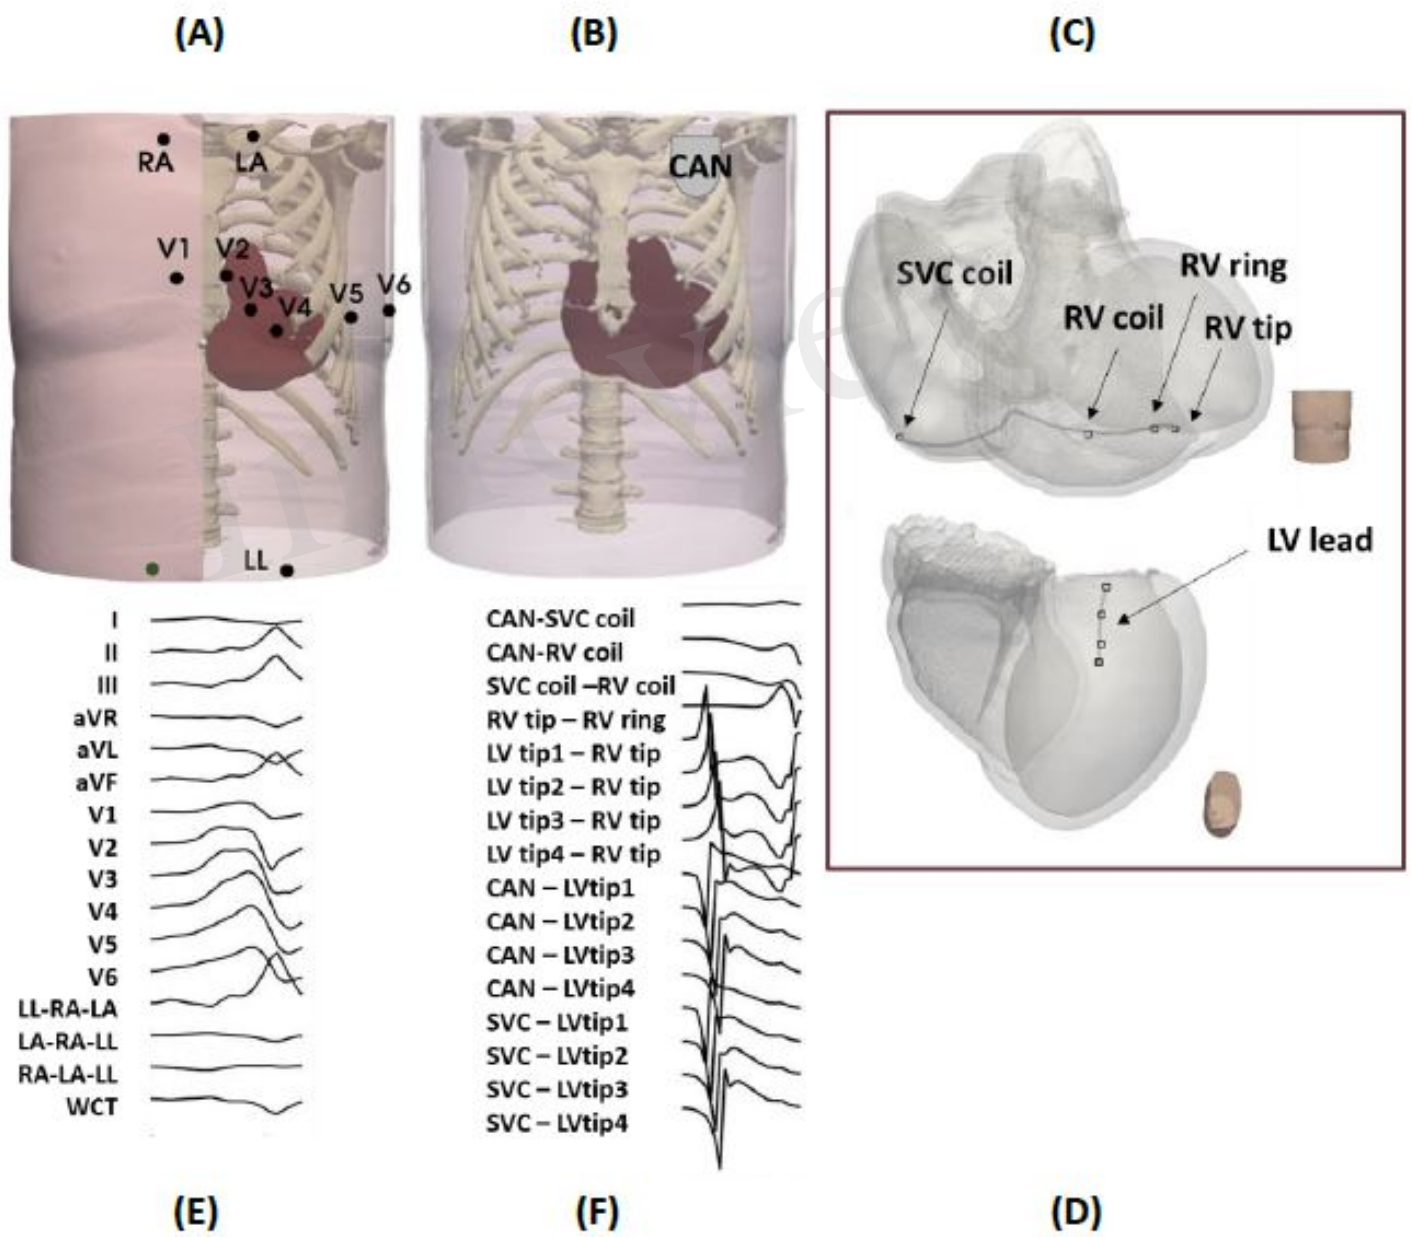 (A)
(B)
(C)
RA
LA
V1
V2
V3
V4
V5
V6
LL
CAN
SVC coil
RV coil
RV ring
RV tip
LV lead
I
II
III
aVR
aVL
aVF
V1
V2
V3
V4
V5
V6
LL-RA-LA
LA-RA-LL
RA-LA-LL
WCT
CAN-SVC coil
CAN-RV coil
SVC coil –RV coil
RV tip – RV ring
LV tip1 – RV tip
LV tip2 – RV tip
LV tip3 – RV tip
LV tip4 – RV tip
CAN – LVtip1
CAN – LVtip2
CAN – LVtip3
CAN – LVtip4
SVC – LVtip1
SVC – LVtip2
SVC – LVtip3
SVC – LVtip4
(E)
(F)
(D)